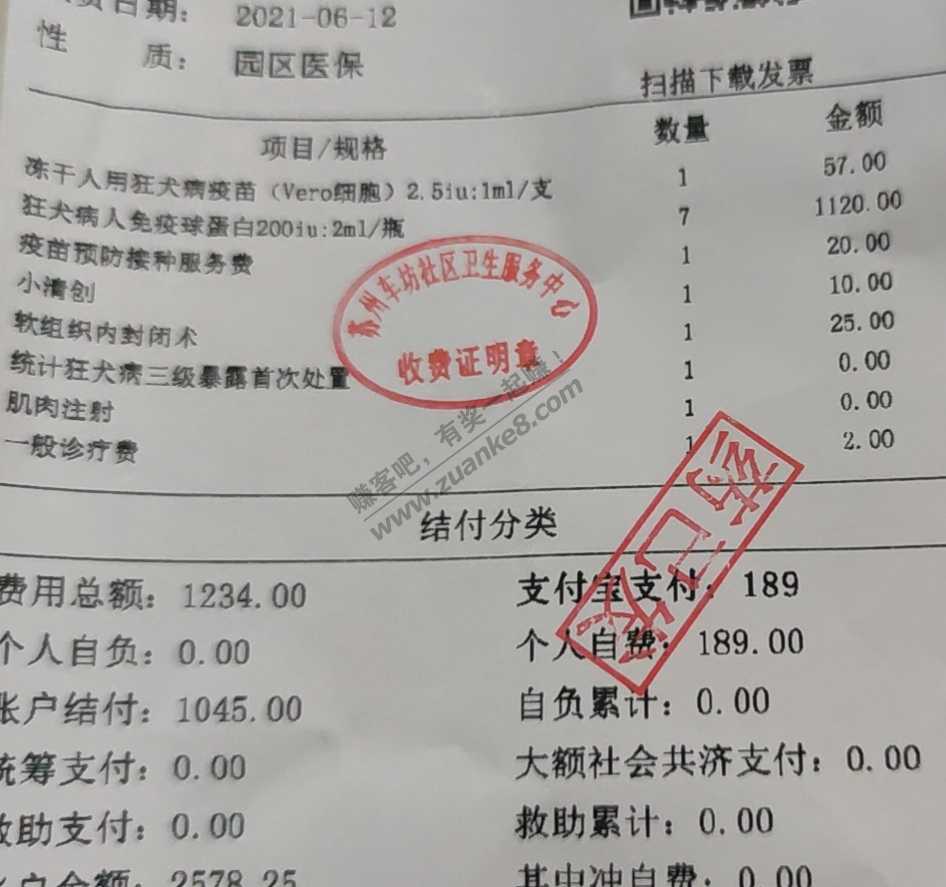 费日期： 2021-06-12
性 质： 园区医保
扫描下载发票
项目/规格 数量 金额
冻干人用狂犬病疫苗（Vero细胞）2.5iu:1ml/支 1 57.00
狂犬病人免疫球蛋白200iu:2ml/瓶 7 1120.00
疫苗预防接种服务费 1 20.00
小清创 1 10.00
软组织内封闭术 1 25.00
统计狂犬病三级暴露首次处置 1 0.00
肌肉注射 1 0.00
一般诊疗费 1 2.00
苏州车坊社区卫生服务中心
收费证明章
赚客吧，有奖一起赚！
www.zuanke8.com
药已发
结付分类
费用总额：1234.00 支付宝支付：189
个人自负：0.00 个人自费：189.00
账户结付：1045.00 自负累计：0.00
统筹支付：0.00 大额社会共济支付：0.00
救助支付：0.00 救助累计：0.00
户余额：2578.25 其中冲自费：0.00